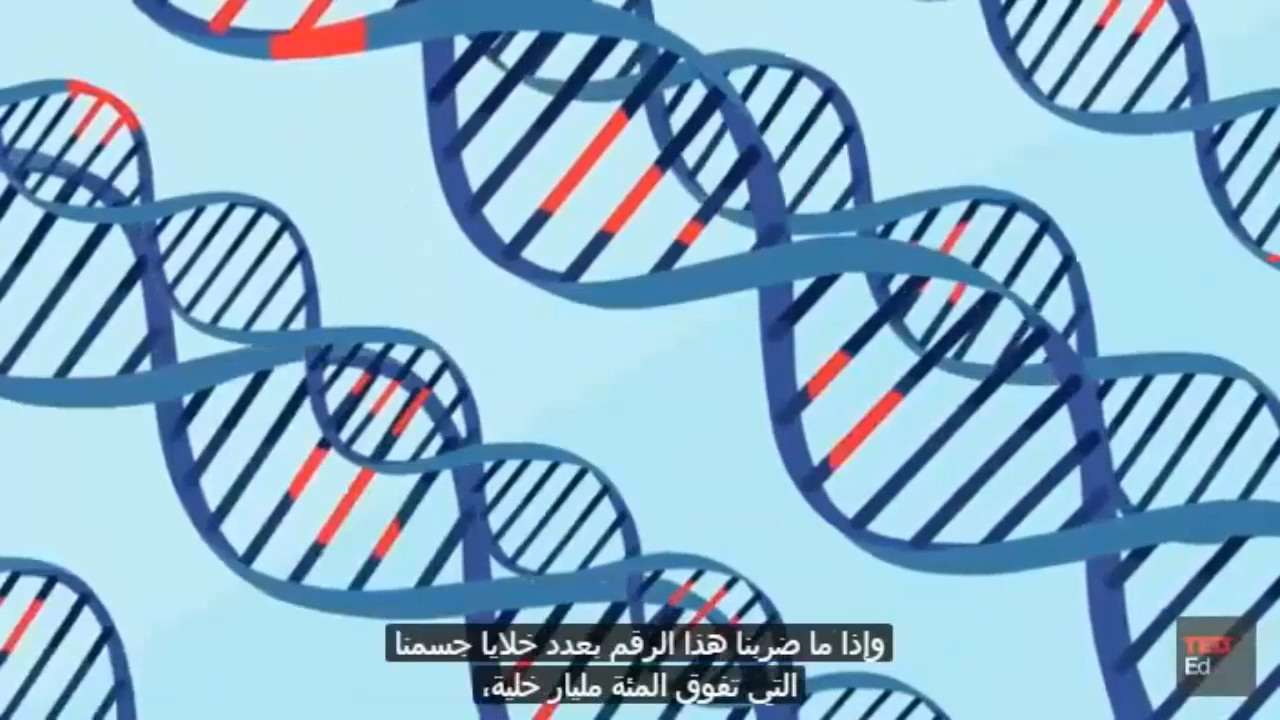 وإذا ما ضربنا هذا الرقم بعدد خلايا جسمنا
التي تفوق المئة مليار خلية،
TED
Ed